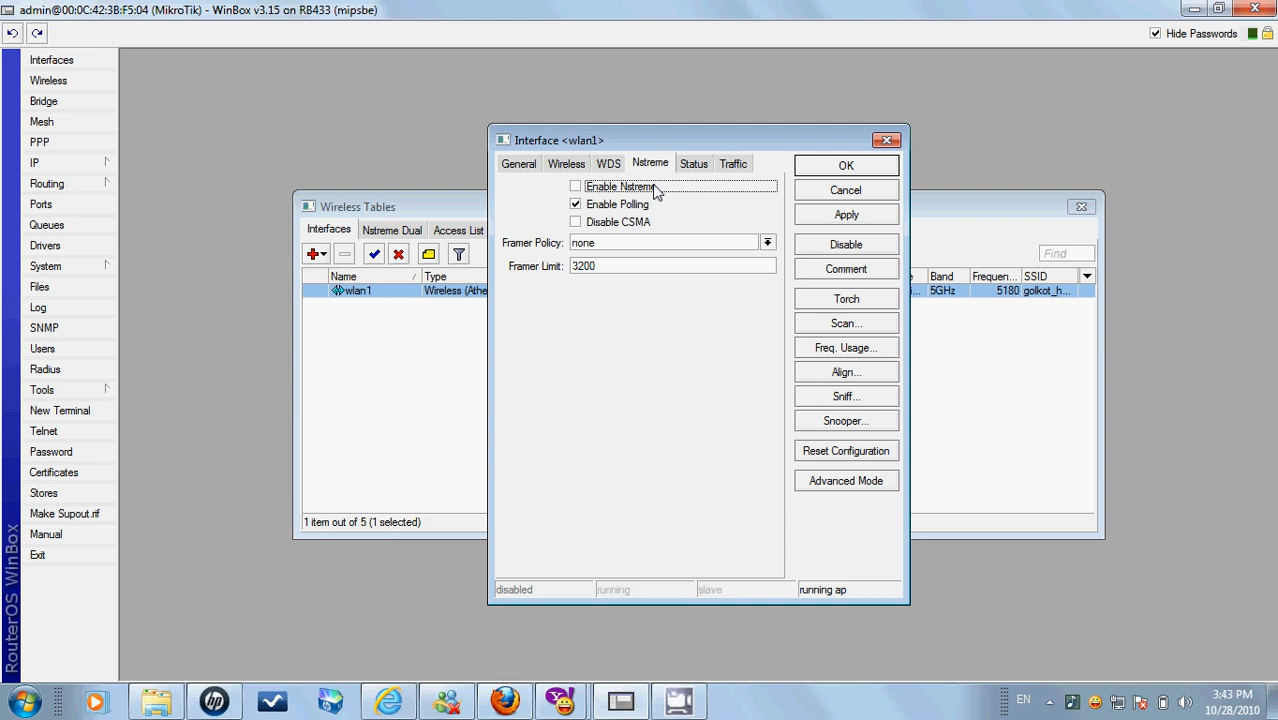 admin@00:0C:42:3B:F5:04 (MikroTik) - WinBox v3.15 on RB433 (mipsbe)
Hide Passwords
Interfaces
Wireless
Bridge
Mesh
PPP
IP
Routing
Ports
Queues
Drivers
System
Files
Log
SNMP
Users
Radius
Tools
New Terminal
Telnet
Password
Certificates
Stores
Make Supout.rif
Manual
Exit
RouterOS WinBox
Wireless Tables
Interfaces Nstreme Dual Access List
Find
Name Type
Band Frequen... SSID
wlan1 Wireless (Athe
5GHz 5180 golkot_h...
1 item out of 5 (1 selected)
Interface <wlan1>
General Wireless WDS Nstreme Status Traffic
Enable Nstreme
Enable Polling
Disable CSMA
Framer Policy: none
Framer Limit: 3200
OK
Cancel
Apply
Disable
Comment
Torch
Scan...
Freq. Usage...
Align...
Sniff...
Snooper...
Reset Configuration
Advanced Mode
disabled running slave running ap
EN
3:43 PM
10/28/2010